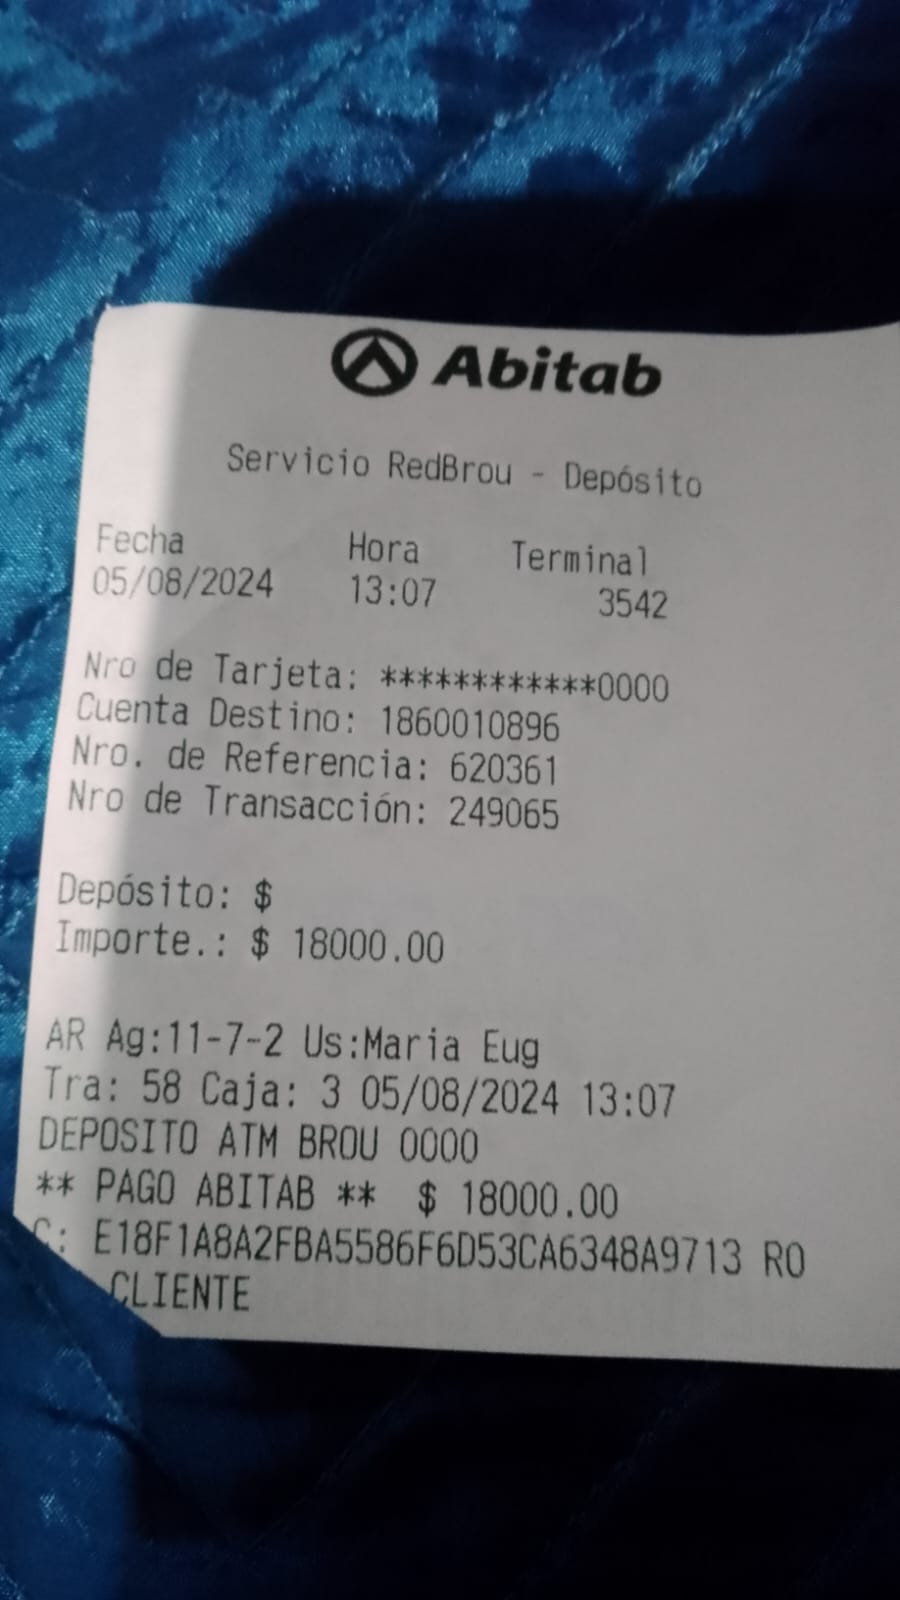 Abitab
Servicio RedBrou - Depósito
Fecha Hora Terminal
05/08/2024 13:07 3542
Nro de Tarjeta: ************0000
Cuenta Destino: 1860010896
Nro. de Referencia: 620361
Nro de Transacción: 249065
Depósito: $
Importe.: $ 18000.00
AR Ag:11-7-2 Us:Maria Eug
Tra: 58 Caja: 3 05/08/2024 13:07
DEPOSITO ATM BROU 0000
** PAGO ABITAB ** $ 18000.00
C: E18F1A8A2FBA5586F6D53CA6348A9713 RO
CLIENTE